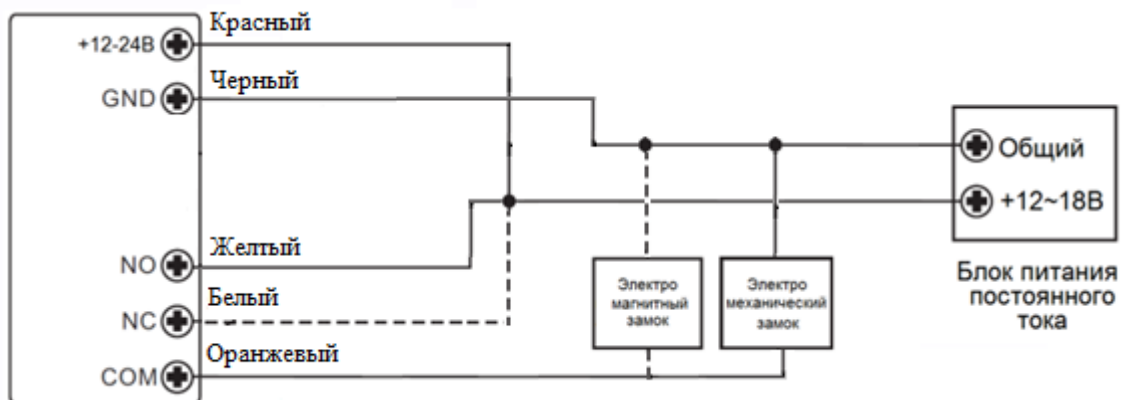 Красный
+12-24В
Черный
GND
Общий
+12~18В
Желтый
NO
Белый
NC
Оранжевый
COM
Электро
магнитный
замок
Электро
механический
замок
Блок питания
постоянного
тока